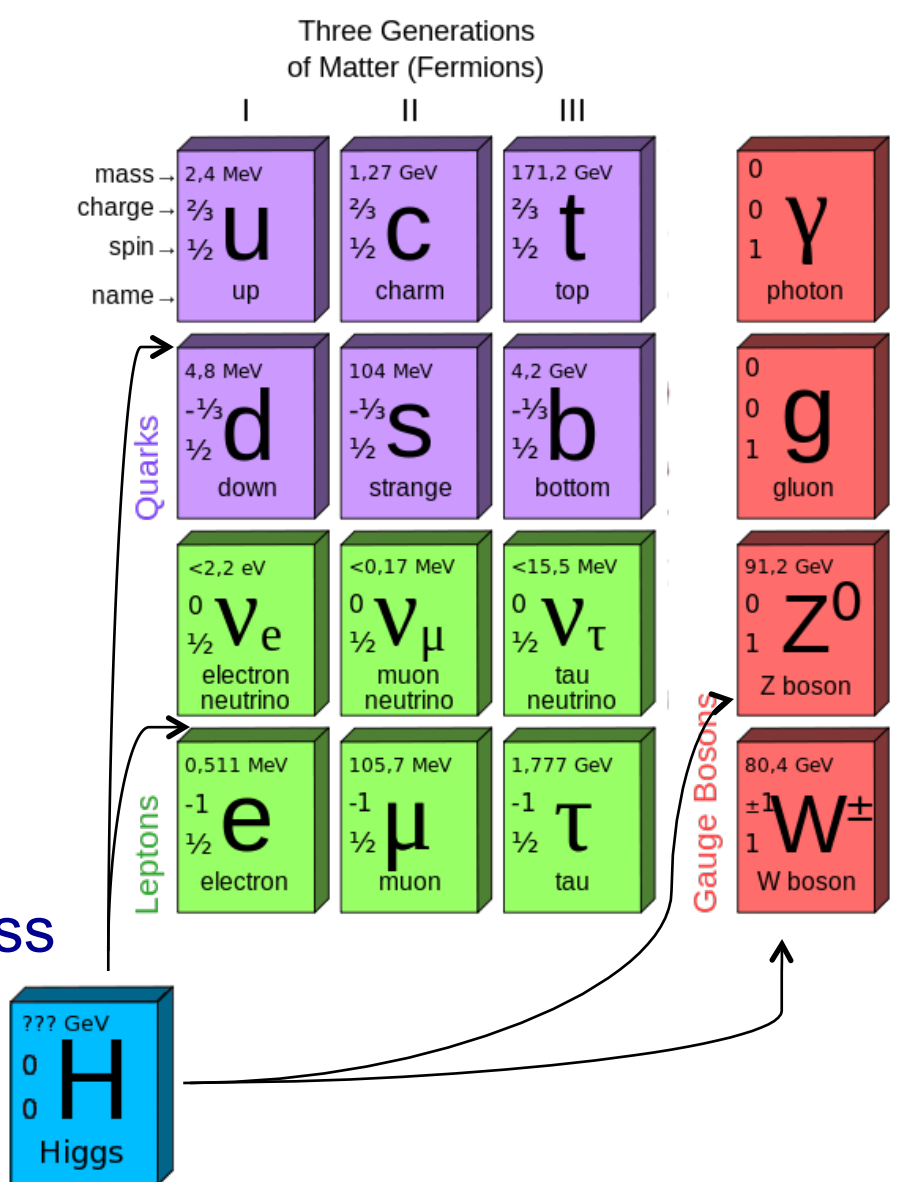 Three Generations
of Matter (Fermions)
I II III
mass→
charge→
spin→
name→
2,4 MeV
⅔
½
u
up
1,27 GeV
⅔
½
c
charm
171,2 GeV
⅔
½
t
top
0
0
1
γ
photon
Quarks
4,8 MeV
-⅓
½
d
down
104 MeV
-⅓
½
s
strange
4,2 GeV
-⅓
½
b
bottom
0
0
1
g
gluon
<2,2 eV
0
½
νe
electron
neutrino
<0,17 MeV
0
½
νμ
muon
neutrino
<15,5 MeV
0
½
ντ
tau
neutrino
91,2 GeV
0
1
Z⁰
Z boson
Leptons
0,511 MeV
-1
½
e
electron
105,7 MeV
-1
½
μ
muon
1,777 GeV
-1
½
τ
tau
Gauge Bosons
80,4 GeV
±1
1
W±
W boson
ss
??? GeV
0
0
H
Higgs